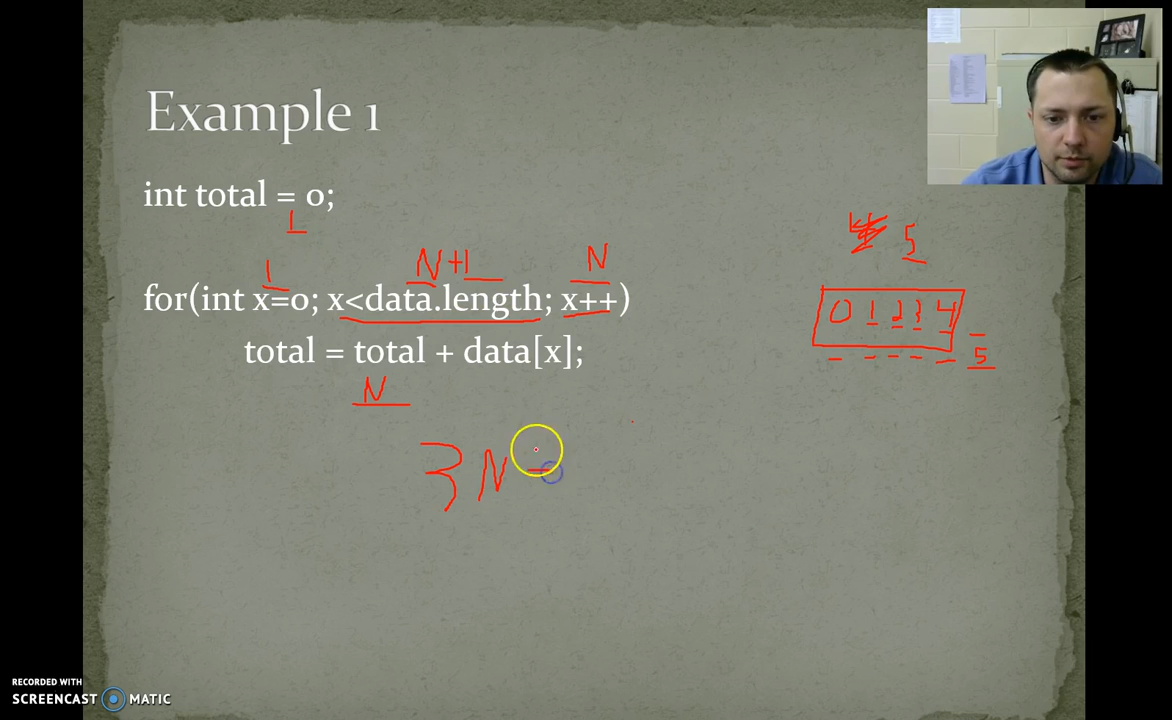 Example 1
int total = 0;
1
1 N+1 N
for(int x=0; x<data.length; x++)
total = total + data[x];
N
3N
5
0 1 2 3 4
5
RECORDED WITH
SCREENCAST MATIC